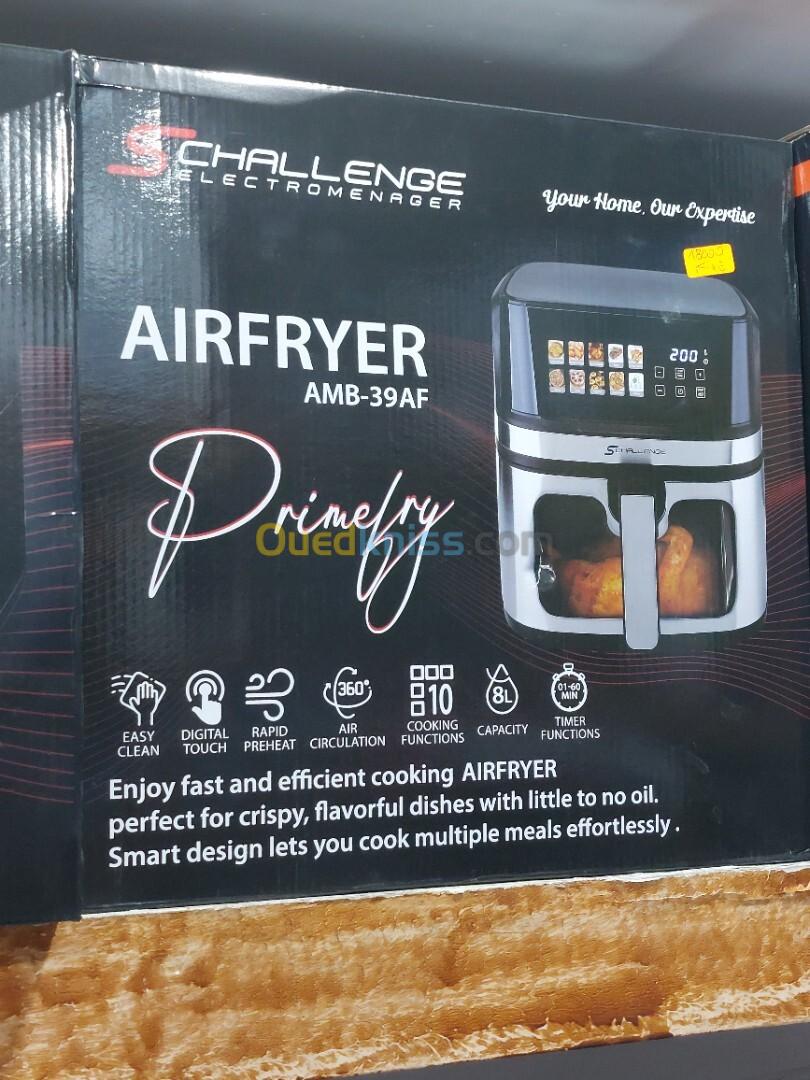 S CHALLENGE
ELECTROMENAGER
Your Home, Our Expertise
18000
AIRFRYER
AMB-39AF
200
S CHALLENGE
Primefry
Ouedkniss.com
EASY CLEAN
DIGITAL TOUCH
RAPID PREHEAT
360°
AIR CIRCULATION
10
COOKING FUNCTIONS
8L
CAPACITY
01-60 MIN
TIMER FUNCTIONS
Enjoy fast and efficient cooking AIRFRYER
perfect for crispy, flavorful dishes with little to no oil.
Smart design lets you cook multiple meals effortlessly .